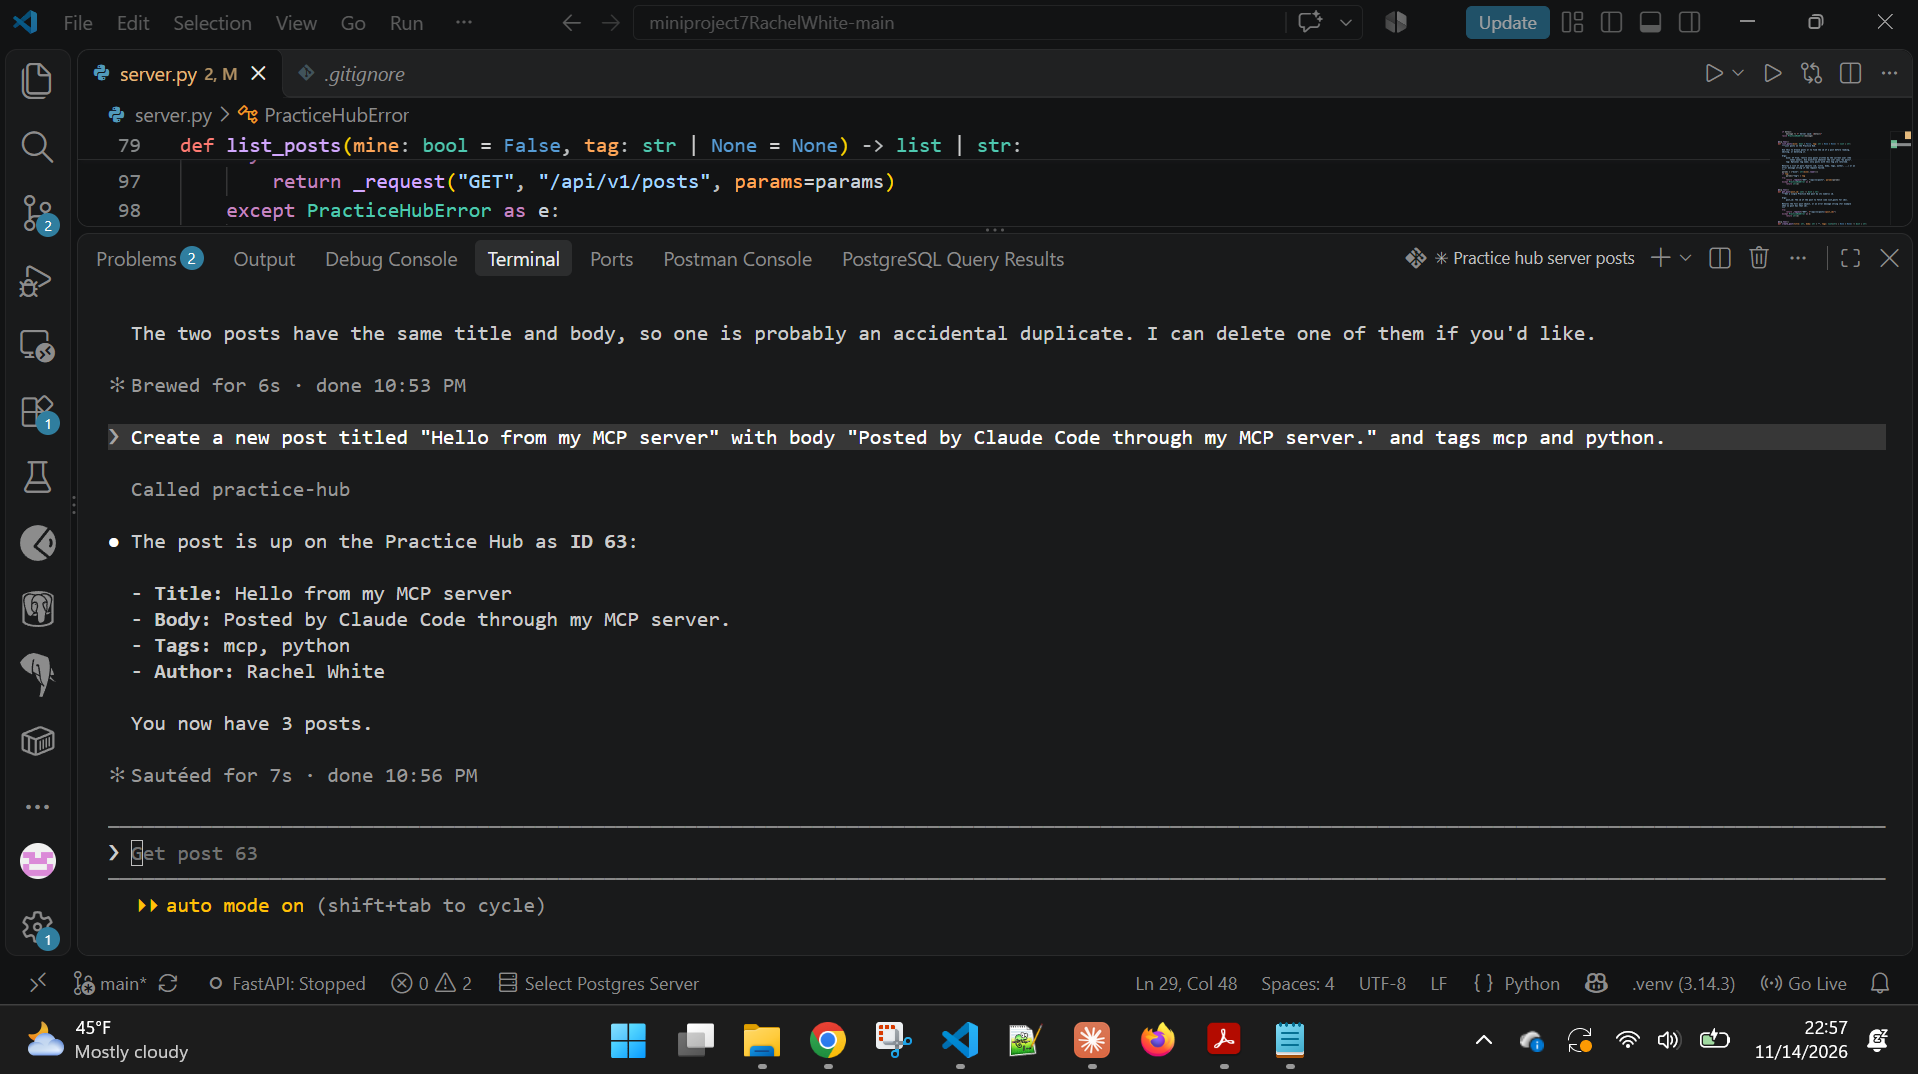 File Edit Selection View Go Run ···
miniproject7RachelWhite-main
Update
server.py 2, M
.gitignore
server.py > PracticeHubError
79 def list_posts(mine: bool = False, tag: str | None = None) -> list | str:
97 return _request("GET", "/api/v1/posts", params=params)
98 except PracticeHubError as e:
Problems 2 Output Debug Console Terminal Ports Postman Console PostgreSQL Query Results
✳ Practice hub server posts
The two posts have the same title and body, so one is probably an accidental duplicate. I can delete one of them if you'd like.
✻ Brewed for 6s · done 10:53 PM
❯ Create a new post titled "Hello from my MCP server" with body "Posted by Claude Code through my MCP server." and tags mcp and python.
Called practice-hub
● The post is up on the Practice Hub as ID 63:
- Title: Hello from my MCP server
- Body: Posted by Claude Code through my MCP server.
- Tags: mcp, python
- Author: Rachel White
You now have 3 posts.
✻ Sautéed for 7s · done 10:56 PM
❯ Get post 63
⏵⏵ auto mode on (shift+tab to cycle)
2
1
1
main* FastAPI: Stopped 0 2 Select Postgres Server
Ln 29, Col 48 Spaces: 4 UTF-8 LF {} Python .venv (3.14.3) Go Live
45°F
Mostly cloudy
22:57
11/14/2026